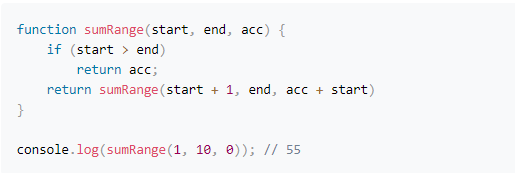 function sumRange(start, end, acc) {
    if (start > end)
        return acc;
    return sumRange(start + 1, end, acc + start)
}

console.log(sumRange(1, 10, 0)); // 55